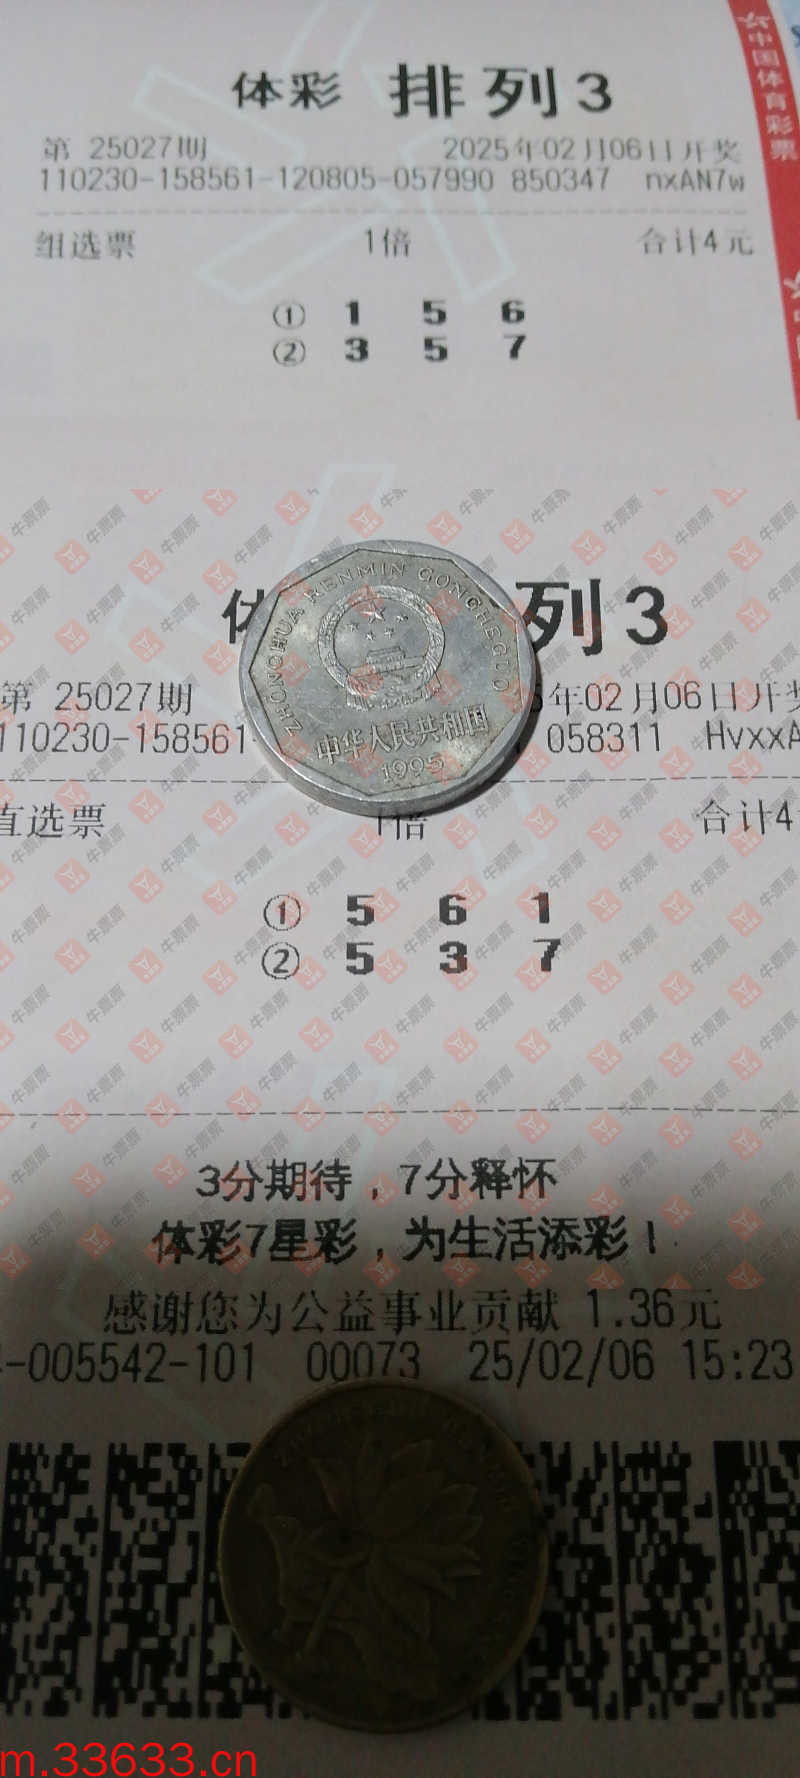 中国体育彩票
体彩 排列3
第 25027期 2025年02月06日开奖
110230-158561-120805-057990 850347 nxAN7w
组选票 1倍 合计4元
① 1 5 6
② 3 5 7
体 列3
第 25027期 5年02月06日开奖
110230-158561- 058311 HvxxA
ZHONGHUA RENMIN GONGHEGUO
中华人民共和国
1995
直选票 1倍 合计4
① 5 6 1
② 5 3 7
牛票票
3分期待，7分释怀
体彩7星彩，为生活添彩！
感谢您为公益事业贡献 1.36元
-005542-101 00073 25/02/06 15:23
m.33633.cn